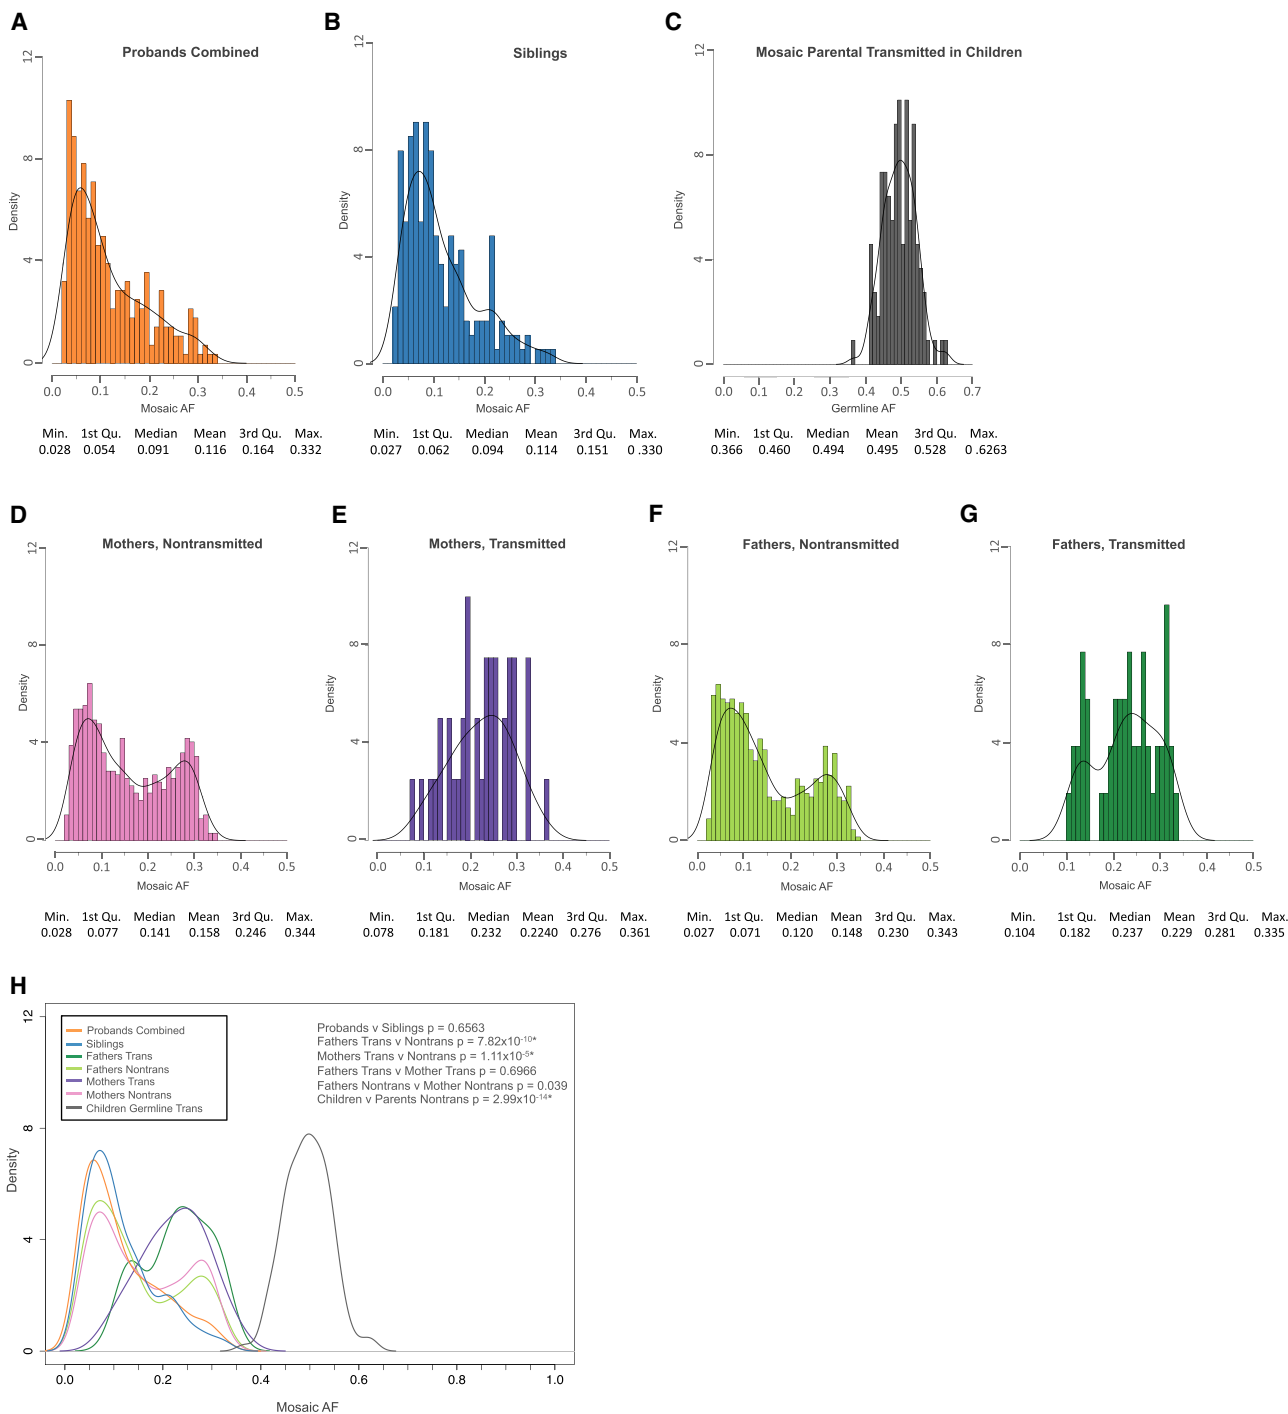 A
Probands Combined
12
8
4
0
Density
0.0 0.1 0.2 0.3 0.4 0.5
Mosaic AF
Min. 1st Qu. Median Mean 3rd Qu. Max.
0.028 0.054 0.091 0.116 0.164 0.332
B
Siblings
12
8
4
0
Density
0.0 0.1 0.2 0.3 0.5
Mosaic AF
Min. 1st Qu. Median Mean 3rd Qu. Max.
0.027 0.062 0.094 0.114 0.151 0 .330
C
Mosaic Parental Transmitted in Children
12
8
4
0
Density
0.0 0.1 0.2 0.3 0.4 0.5 0.6 0.7
Germline AF
Min. 1st Qu. Median Mean 3rd Qu. Max.
0.366 0.460 0.494 0.495 0.528 0 .6263
D
Mothers, Nontransmitted
12
8
4
0
Density
0.0 0.1 0.2 0.3 0.4 0.5
Mosaic AF
Min. 1st Qu. Median Mean 3rd Qu. Max.
0.028 0.077 0.141 0.158 0.246 0.344
E
Mothers, Transmitted
12
8
4
0
Density
0.0 0.1 0.2 0.3 0.4 0.5
Mosaic AF
Min. 1st Qu. Median Mean 3rd Qu. Max.
0.078 0.181 0.232 0.2240 0.276 0.361
F
Fathers, Nontransmitted
12
8
4
0
Density
0.0 0.1 0.2 0.3 0.4 0.5
Mosaic AF
Min. 1st Qu. Median Mean 3rd Qu. Max.
0.027 0.071 0.120 0.148 0.230 0.343
G
Fathers, Transmitted
12
8
4
0
Density
0.0 0.1 0.2 0.3 0.4 0.5
Mosaic AF
Min. 1st Qu. Median Mean 3rd Qu. Max.
0.104 0.182 0.237 0.229 0.281 0.335
H
12
8
4
0
Density
Probands Combined
Siblings
Fathers Trans
Fathers Nontrans
Mothers Trans
Mothers Nontrans
Children Germline Trans
Probands v Siblings p = 0.6563
Fathers Trans v Nontrans p = 7.82x10⁻¹⁰*
Mothers Trans v Nontrans p = 1.11x10⁻⁵*
Fathers Trans v Mother Trans p = 0.6966
Fathers Nontrans v Mother Nontrans p = 0.039
Children v Parents Nontrans p = 2.99x10⁻¹⁴*
0.0 0.2 0.4 0.6 0.8 1.0
Mosaic AF